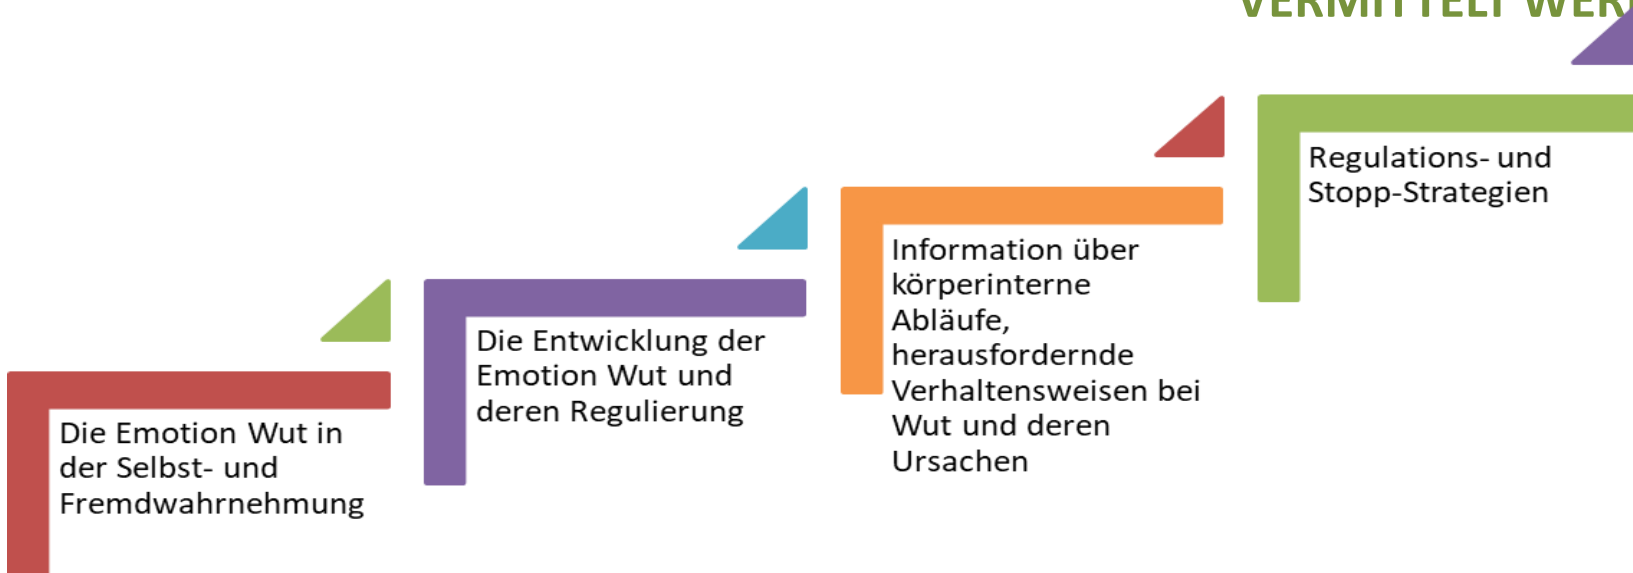 VERMITTELT
Die Emotion Wut in
der Selbst- und
Fremdwahrnehmung
Die Entwicklung der
Emotion Wut und
deren Regulierung
Information über
körperinterne
Abläufe,
herausfordernde
Verhaltensweisen bei
Wut und deren
Ursachen
Regulations- und
Stopp-Strategien